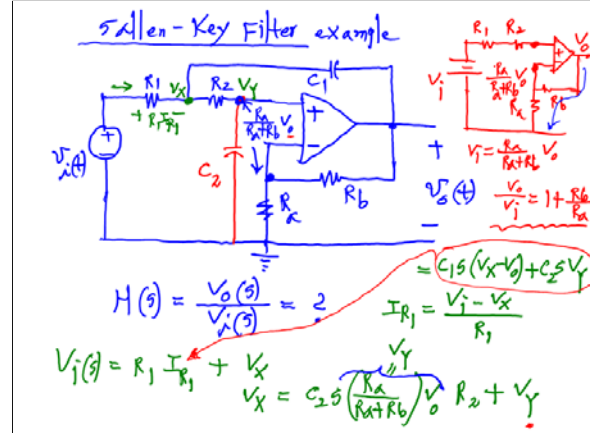 Sallen-Key Filter example
R1 R2 Vo
Vi Ra/(Ra+Rb) Vo Rb
Ra
Vi = Ra/(Ra+Rb) Vo
Vo/Vi = 1 + Rb/Ra
→ R1 Vx R2 Vy C1
+ R1 IR1 -
Ra/(Ra+Rb) Vo
+
-
+
Vi(t)
C2
Ra
Rb
+
Vo(t)
-
= C1S(Vx-Vo)+C2SVy
H(S) = Vo(S)/Vi(S) = 2
IR1 = (Vi - Vx)/R1
Vi(S) = R1 IR1 + Vx
Vy
Vx = C2S (Ra/(Ra+Rb)) Vo R2 + Vy